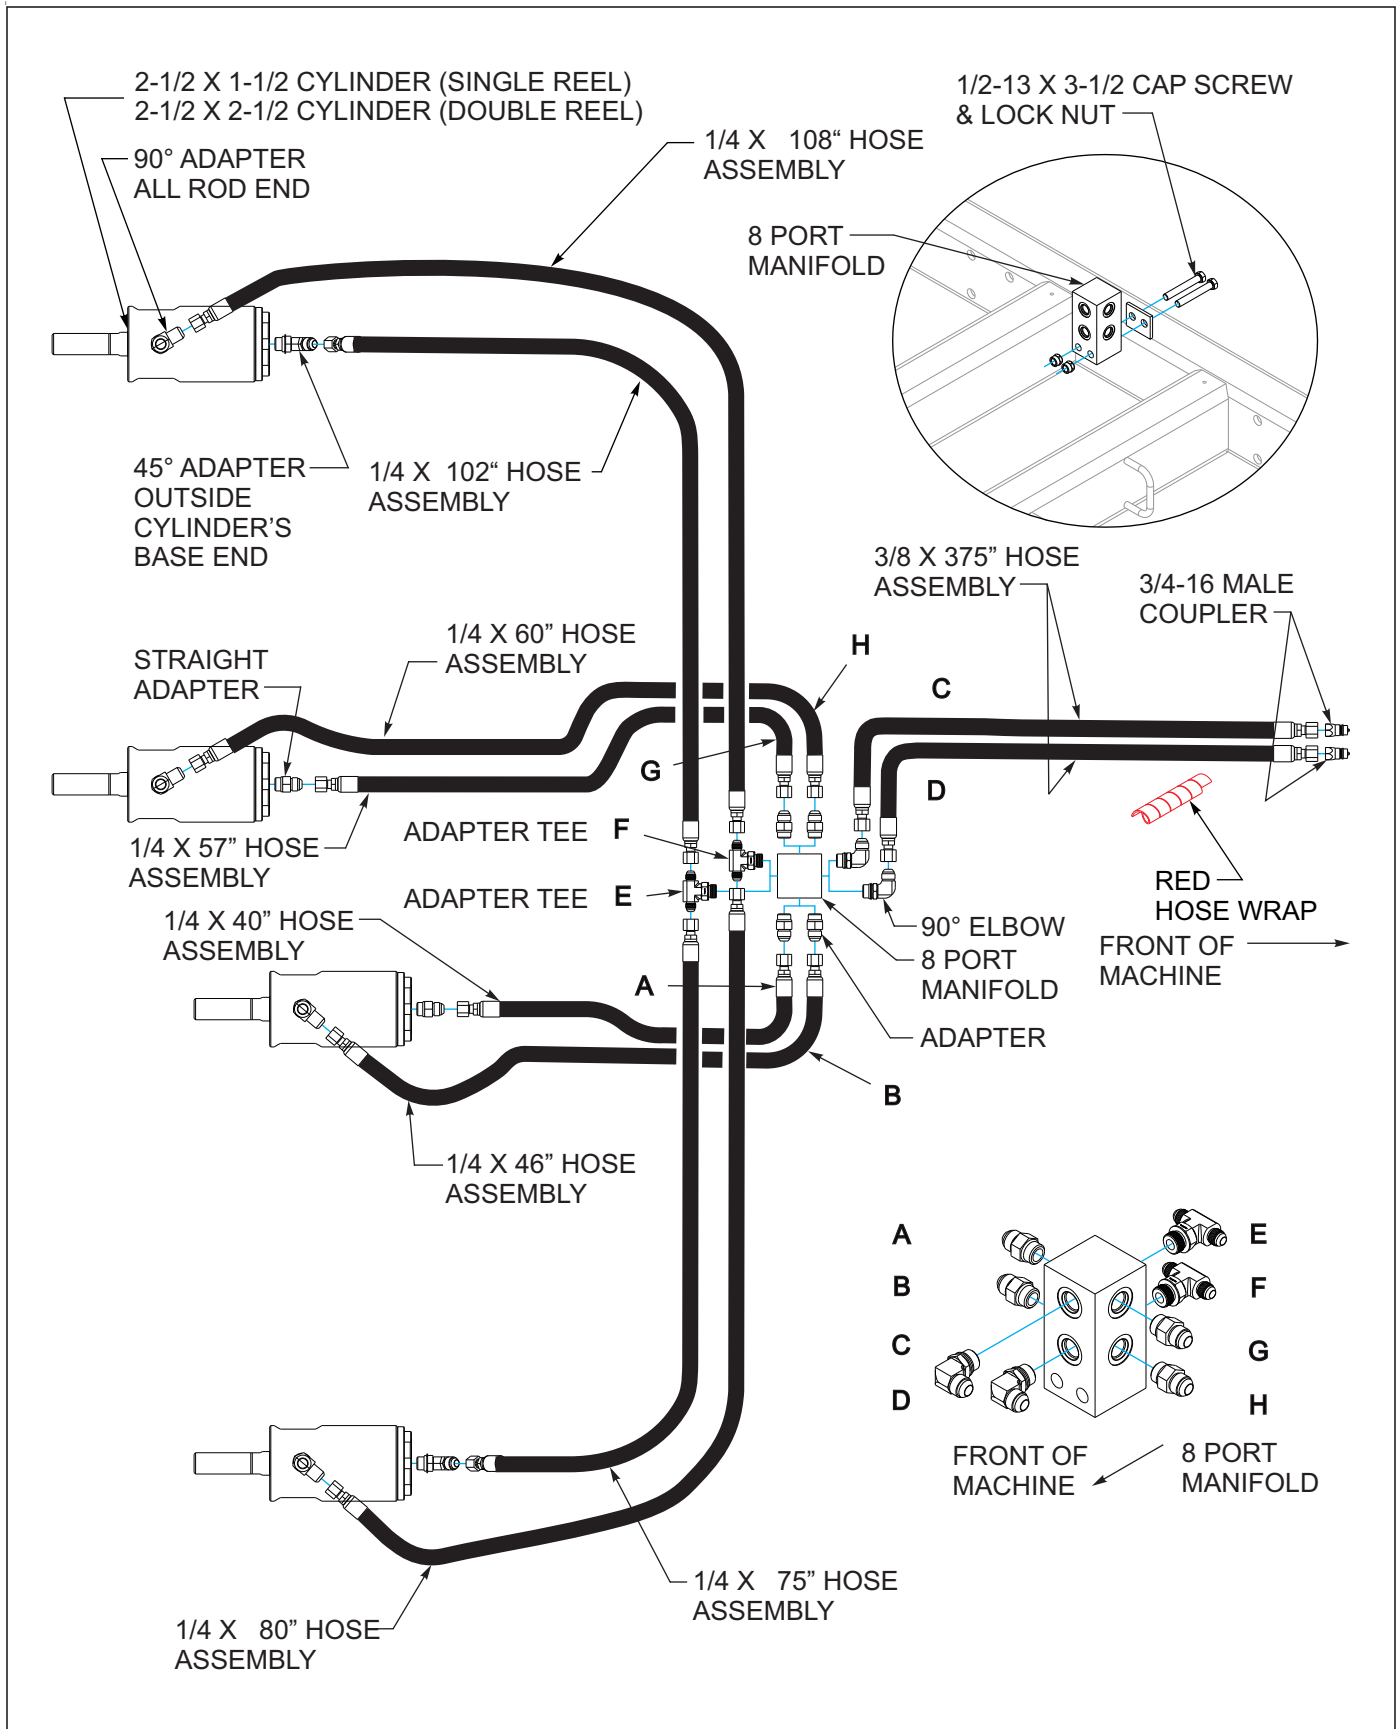 2-1/2 X 1-1/2 CYLINDER (SINGLE REEL)
2-1/2 X 2-1/2 CYLINDER (DOUBLE REEL)
1/2-13 X 3-1/2 CAP SCREW
& LOCK NUT
90° ADAPTER
ALL ROD END
1/4 X 108“ HOSE
ASSEMBLY
8 PORT
MANIFOLD
45° ADAPTER
OUTSIDE
CYLINDER’S
BASE END
1/4 X 102“ HOSE
ASSEMBLY
3/8 X 375” HOSE
ASSEMBLY
3/4-16 MALE
COUPLER
1/4 X 60” HOSE
ASSEMBLY
STRAIGHT
ADAPTER
H
C
G
D
1/4 X 57” HOSE
ASSEMBLY
ADAPTER TEE F
ADAPTER TEE E
RED
HOSE WRAP
1/4 X 40” HOSE
ASSEMBLY
90° ELBOW
8 PORT
MANIFOLD
FRONT OF
MACHINE
A
ADAPTER
B
1/4 X 46” HOSE
ASSEMBLY
A
E
B
F
C
G
D
H
FRONT OF
MACHINE
8 PORT
MANIFOLD
1/4 X 75” HOSE
ASSEMBLY
1/4 X 80” HOSE
ASSEMBLY